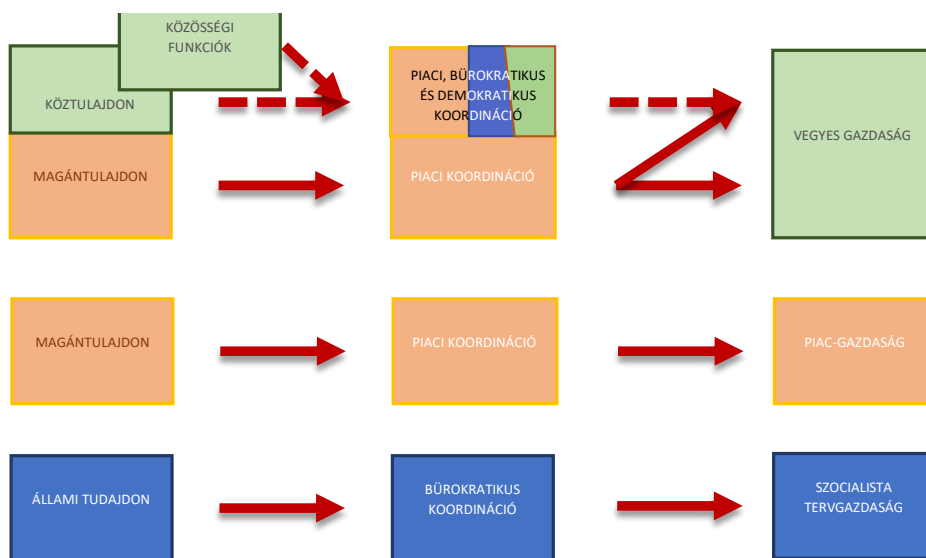 KÖZÖSSÉGI
FUNKCIÓK
KÖZTULAJDON
PIACI, BÜROKRATIKUS
ÉS DEMOKRATIKUS
KOORDINÁCIÓ
VEGYES GAZDASÁG
MAGÁNTULAJDON
PIACI KOORDINÁCIÓ
MAGÁNTULAJDON
PIACI KOORDINÁCIÓ
PIAC-GAZDASÁG
ÁLLAMI TUDAJDON
BÜROKRATIKUS
KOORDINÁCIÓ
SZOCIALISTA
TERVGAZDASÁG